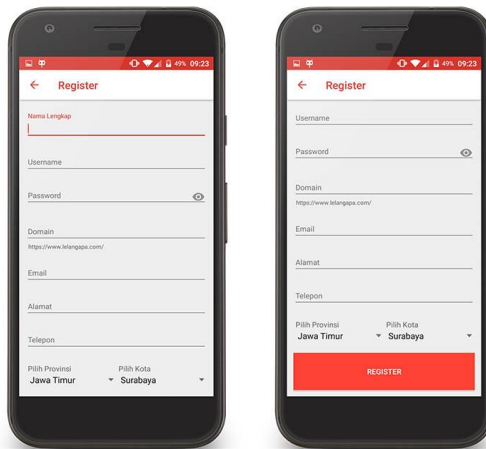 49% 09:23
Register
Nama Lengkap
Username
Password
Domain
https://www.lelangapa.com/
Email
Alamat
Telepon
Pilih Provinsi Pilih Kota
Jawa Timur Surabaya
49% 09:23
Register
Username
Password
Domain
https://www.lelangapa.com/
Email
Alamat
Telepon
Pilih Provinsi Pilih Kota
Jawa Timur Surabaya
REGISTER